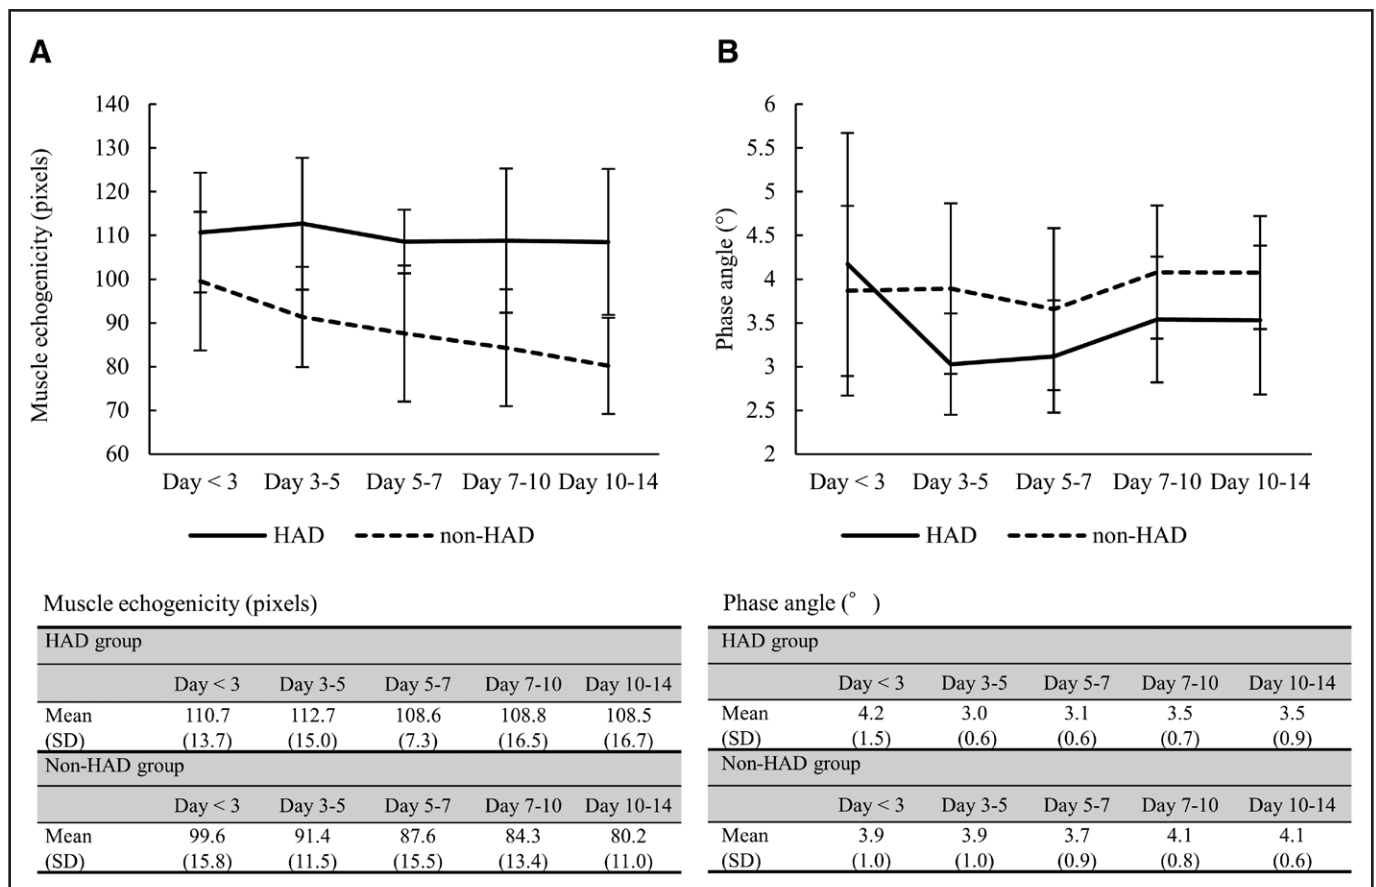 A
140
130
120
110
100
90
80
70
60
Muscle echogenicity (pixels)
Day < 3 Day 3-5 Day 5-7 Day 7-10 Day 10-14
HAD non-HAD
B
6
5.5
5
4.5
4
3.5
3
2.5
2
Phase angle (°)
Day < 3 Day 3-5 Day 5-7 Day 7-10 Day 10-14
HAD non-HAD
Muscle echogenicity (pixels)
HAD group
Day < 3 Day 3-5 Day 5-7 Day 7-10 Day 10-14
Mean 110.7 112.7 108.6 108.8 108.5
(SD) (13.7) (15.0) (7.3) (16.5) (16.7)
Non-HAD group
Day < 3 Day 3-5 Day 5-7 Day 7-10 Day 10-14
Mean 99.6 91.4 87.6 84.3 80.2
(SD) (15.8) (11.5) (15.5) (13.4) (11.0)
Phase angle (° )
HAD group
Day < 3 Day 3-5 Day 5-7 Day 7-10 Day 10-14
Mean 4.2 3.0 3.1 3.5 3.5
(SD) (1.5) (0.6) (0.6) (0.7) (0.9)
Non-HAD group
Day < 3 Day 3-5 Day 5-7 Day 7-10 Day 10-14
Mean 3.9 3.9 3.7 4.1 4.1
(SD) (1.0) (1.0) (0.9) (0.8) (0.6)